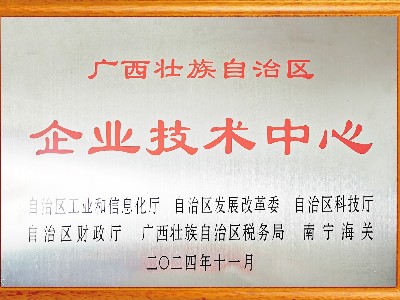 广西壮族自治区
企业技术中心
自治区工业和信息化厅 自治区发展改革委 自治区科技厅
自治区财政厅 广西壮族自治区税务局 南宁海关
二〇二四年十一月